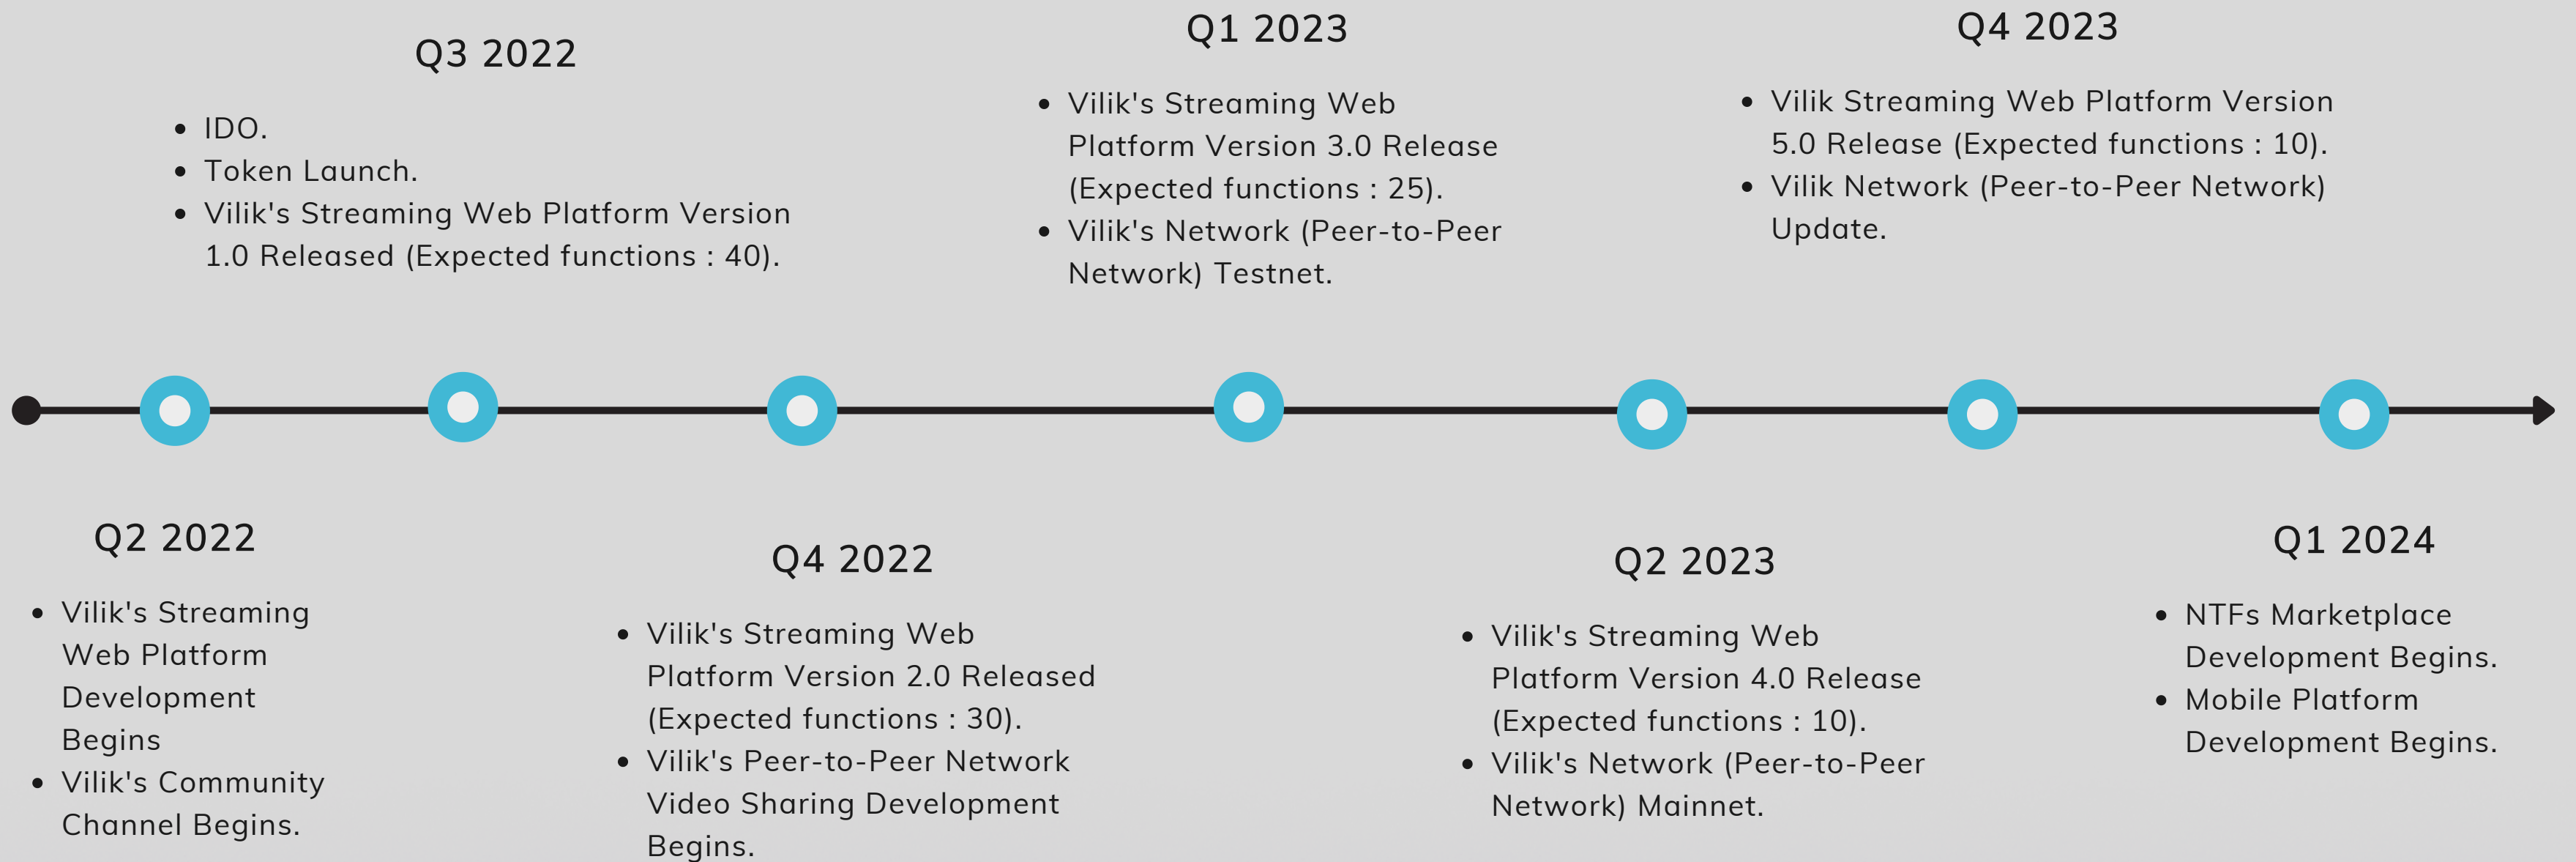 Q3 2022
• IDO.
• Token Launch.
• Vilik's Streaming Web Platform Version
1.0 Released (Expected functions : 40).
Q1 2023
• Vilik's Streaming Web
Platform Version 3.0 Release
(Expected functions : 25).
• Vilik's Network (Peer-to-Peer
Network) Testnet.
Q4 2023
• Vilik Streaming Web Platform Version
5.0 Release (Expected functions : 10).
• Vilik Network (Peer-to-Peer Network)
Update.
Q2 2022
• Vilik's Streaming
Web Platform
Development
Begins
• Vilik's Community
Channel Begins.
Q4 2022
• Vilik's Streaming Web
Platform Version 2.0 Released
(Expected functions : 30).
• Vilik's Peer-to-Peer Network
Video Sharing Development
Begins.
Q2 2023
• Vilik's Streaming Web
Platform Version 4.0 Release
(Expected functions : 10).
• Vilik's Network (Peer-to-Peer
Network) Mainnet.
Q1 2024
• NTFs Marketplace
Development Begins.
• Mobile Platform
Development Begins.